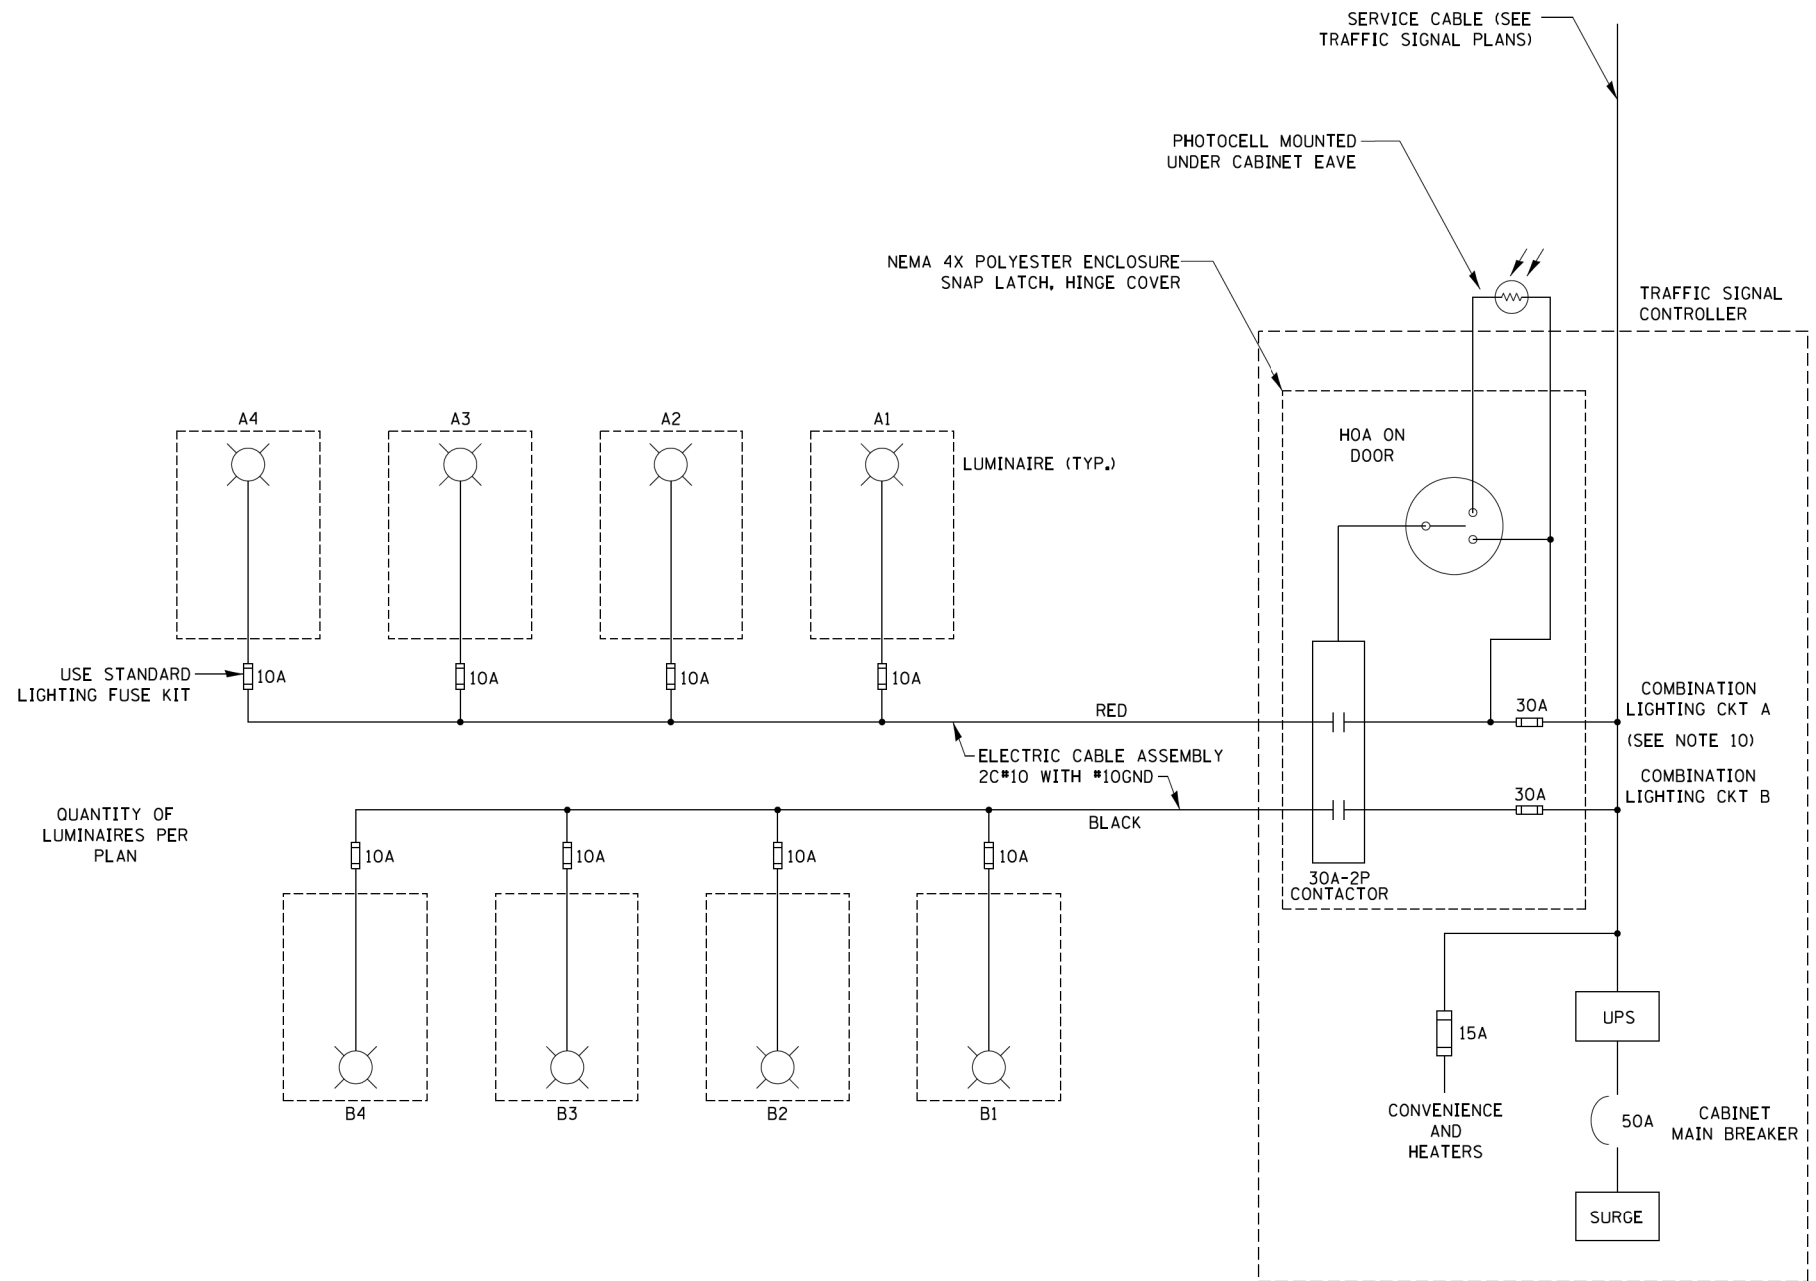 SERVICE CABLE (SEE
TRAFFIC SIGNAL PLANS)
PHOTOCELL MOUNTED
UNDER CABINET EAVE
NEMA 4X POLYESTER ENCLOSURE
SNAP LATCH, HINGE COVER
TRAFFIC SIGNAL
CONTROLLER
HOA ON
DOOR
A4
A3
A2
A1
LUMINAIRE (TYP.)
USE STANDARD
LIGHTING FUSE KIT
10A
10A
10A
10A
RED
30A
COMBINATION
LIGHTING CKT A
(SEE NOTE 10)
ELECTRIC CABLE ASSEMBLY
2C#10 WITH #10GND
COMBINATION
LIGHTING CKT B
30A
BLACK
QUANTITY OF
LUMINAIRES PER
PLAN
10A
10A
10A
10A
30A-2P
CONTACTOR
B4
B3
B2
B1
15A
UPS
CONVENIENCE
AND
HEATERS
50A
CABINET
MAIN BREAKER
SURGE